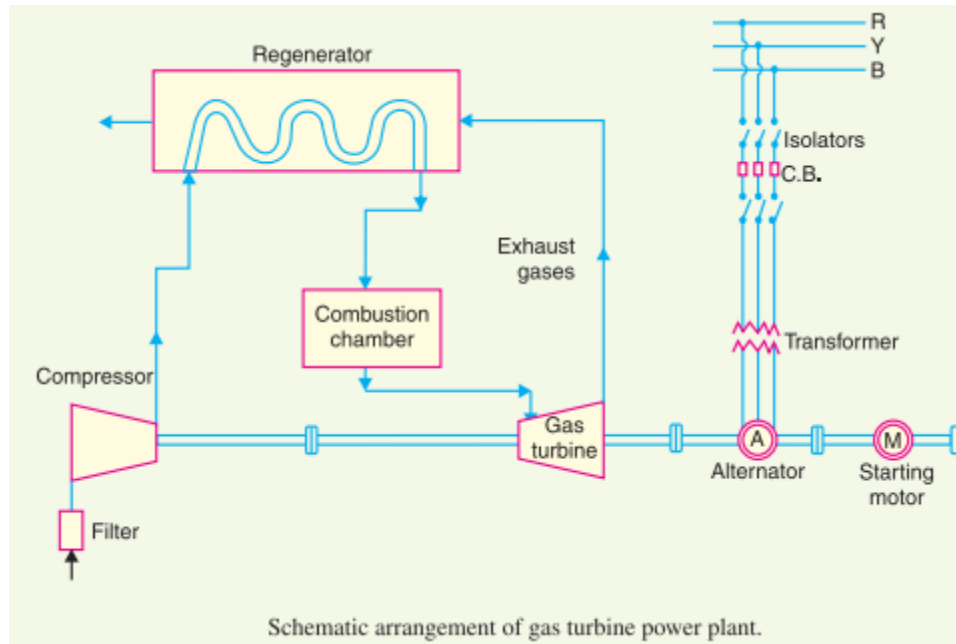 Regenerator
R
Y
B
Isolators
C.B.
Exhaust
gases
Combustion
chamber
Transformer
Compressor
Gas
turbine
A
M
Alternator
Starting
motor
Filter
Schematic arrangement of gas turbine power plant.